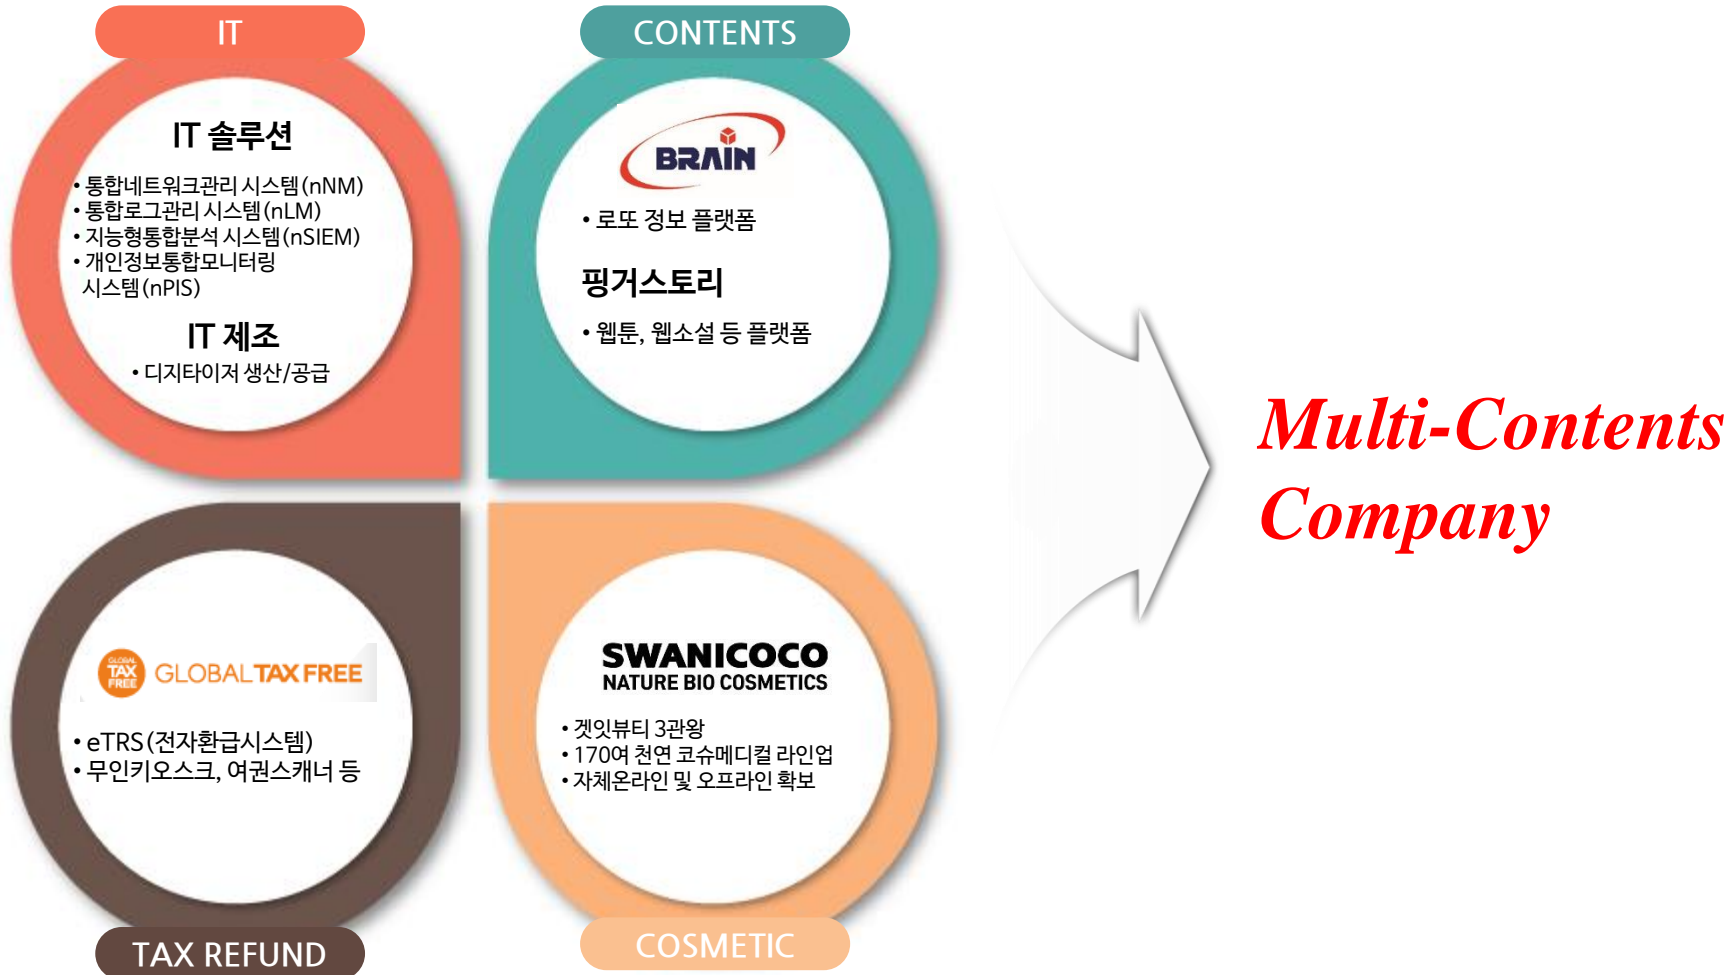 IT
IT 솔루션
• 통합네트워크관리 시스템(nNM)
• 통합로그관리 시스템(nLM)
• 지능형통합분석 시스템(nSIEM)
• 개인정보통합모니터링
시스템(nPIS)
IT 제조
• 디지타이저 생산/공급
CONTENTS
BRAIN
• 로또 정보 플랫폼
핑거스토리
• 웹툰, 웹소설 등 플랫폼
GLOBAL
TAX
FREE
GLOBAL TAX FREE
• eTRS(전자환급시스템)
• 무인키오스크, 여권스캐너 등
TAX REFUND
SWANICOCO
NATURE BIO COSMETICS
• 겟잇뷰티 3관왕
• 170여 천연 코슈메디컬 라인업
• 자체온라인 및 오프라인 확보
COSMETIC
Multi-Contents
Company